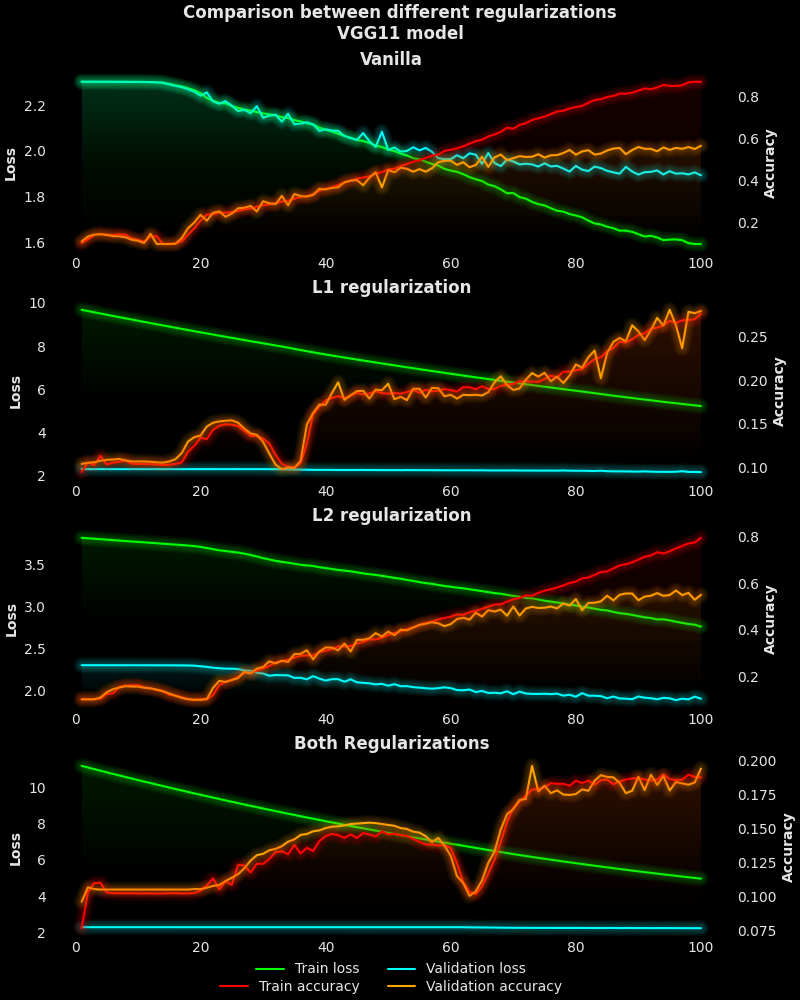 Comparison between different regularizations
VGG11 model
Vanilla
Loss
2.2
2.0
1.8
1.6
0.8
0.6
0.4
0.2
Accuracy
0 20 40 60 80 100
L1 regularization
Loss
10
8
6
4
2
0.25
0.20
0.15
0.10
Accuracy
0 20 40 60 80 100
L2 regularization
Loss
3.5
3.0
2.5
2.0
0.8
0.6
0.4
0.2
Accuracy
0 20 40 60 80 100
Both Regularizations
Loss
10
8
6
4
2
0.200
0.175
0.150
0.125
0.100
0.075
Accuracy
0 20 40 60 80 100
Train loss Validation loss
Train accuracy Validation accuracy